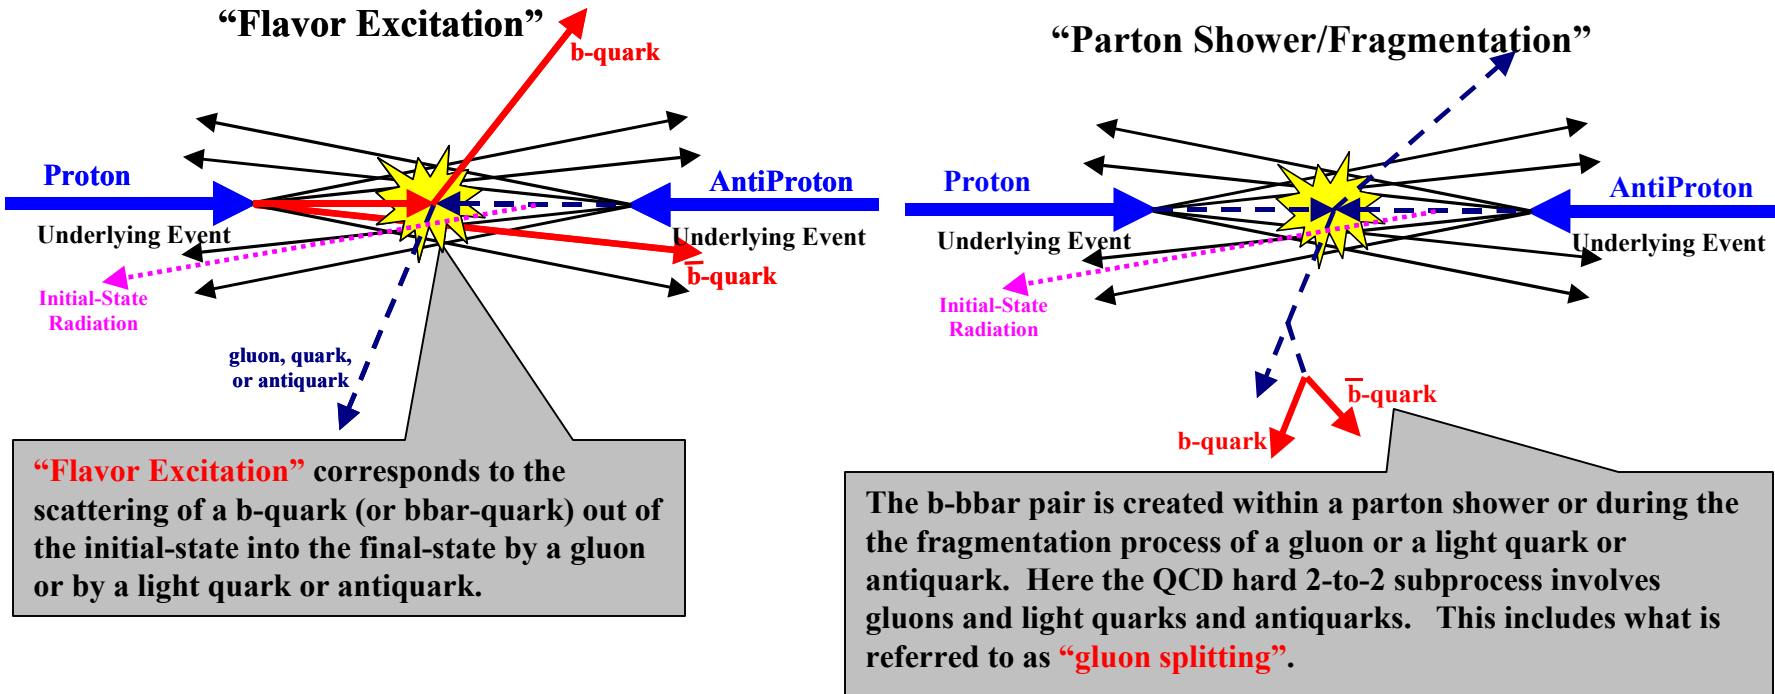 “Flavor Excitation”
b-quark
Proton
AntiProton
Underlying Event
Underlying Event
b̅-quark
Initial-State
Radiation
gluon, quark,
or antiquark
“Flavor Excitation” corresponds to the
scattering of a b-quark (or bbar-quark) out of
the initial-state into the final-state by a gluon
or by a light quark or antiquark.
“Parton Shower/Fragmentation”
Proton
AntiProton
Underlying Event
Underlying Event
Initial-State
Radiation
b̅-quark
b-quark
The b-bbar pair is created within a parton shower or during the
the fragmentation process of a gluon or a light quark or
antiquark.  Here the QCD hard 2-to-2 subprocess involves
gluons and light quarks and antiquarks.   This includes what is
referred to as “gluon splitting”.